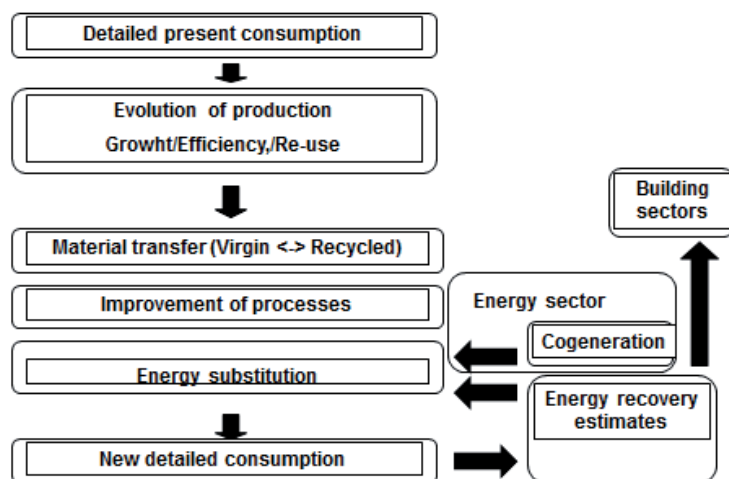 Detailed present consumption
Evolution of production
Growht/Efficiency,/Re-use
Building
sectors
Material transfer (Virgin <-> Recycled)
Improvement of processes
Energy sector
Cogeneration
Energy substitution
Energy recovery
estimates
New detailed consumption